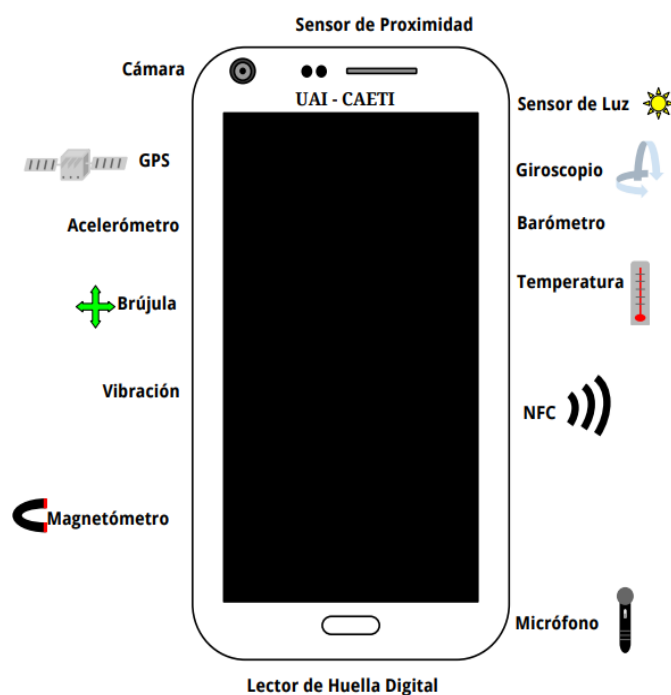 Sensor de Proximidad
Cámara
UAI - CAETI
Sensor de Luz
GPS
Giroscopio
Acelerómetro
Barómetro
Temperatura
Brújula
Vibración
NFC
Magnetómetro
Micrófono
Lector de Huella Digital